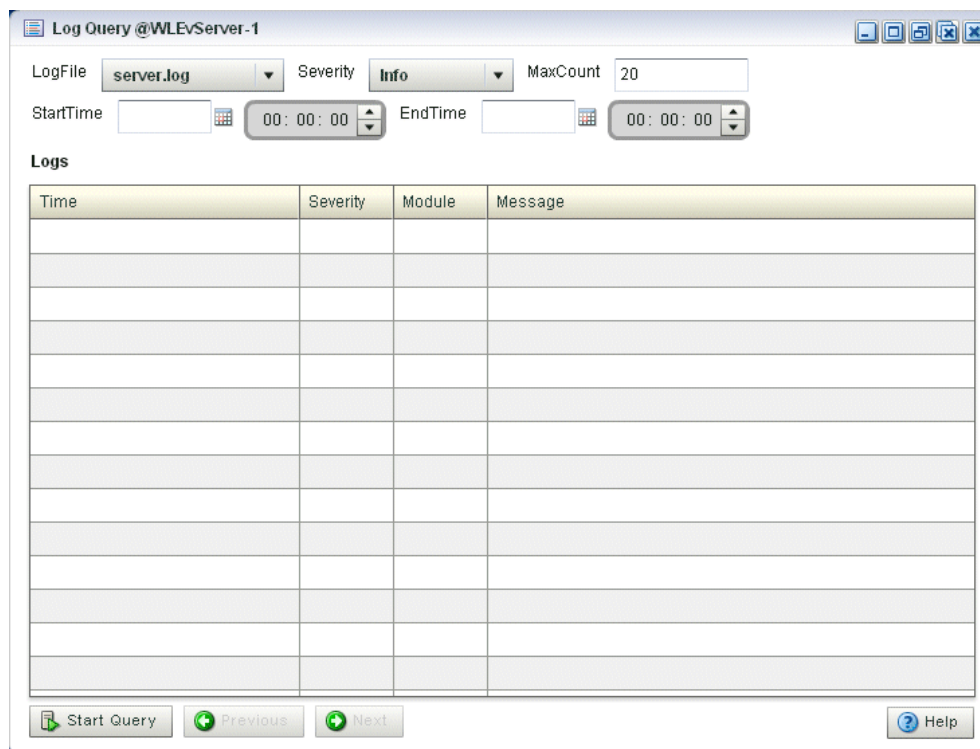 Log Query @WLEvServer-1
LogFile server.log Severity Info MaxCount 20
StartTime 00: 00: 00 EndTime 00: 00: 00
Logs
Time Severity Module Message
Start Query Previous Next Help